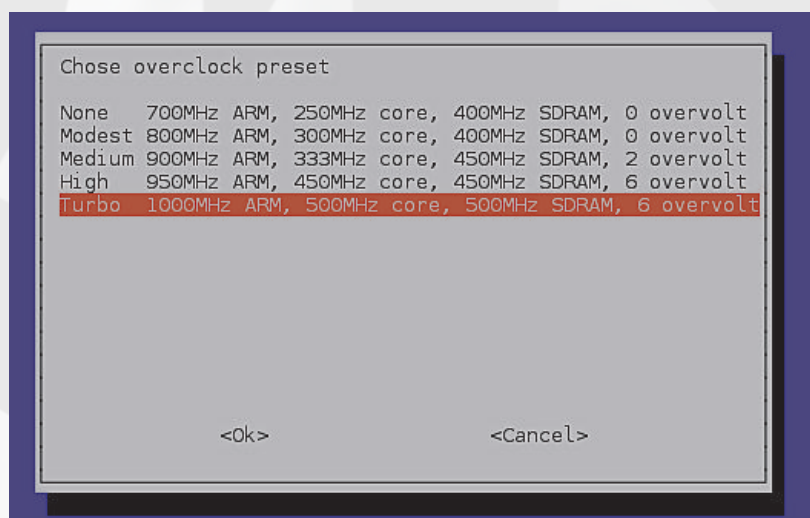 Chose overclock preset
None 700MHz ARM, 250MHz core, 400MHz SDRAM, 0 overvolt
Modest 800MHz ARM, 300MHz core, 400MHz SDRAM, 0 overvolt
Medium 900MHz ARM, 333MHz core, 450MHz SDRAM, 2 overvolt
High 950MHz ARM, 450MHz core, 450MHz SDRAM, 6 overvolt
Turbo 1000MHz ARM, 500MHz core, 500MHz SDRAM, 6 overvolt
<Ok> <Cancel>